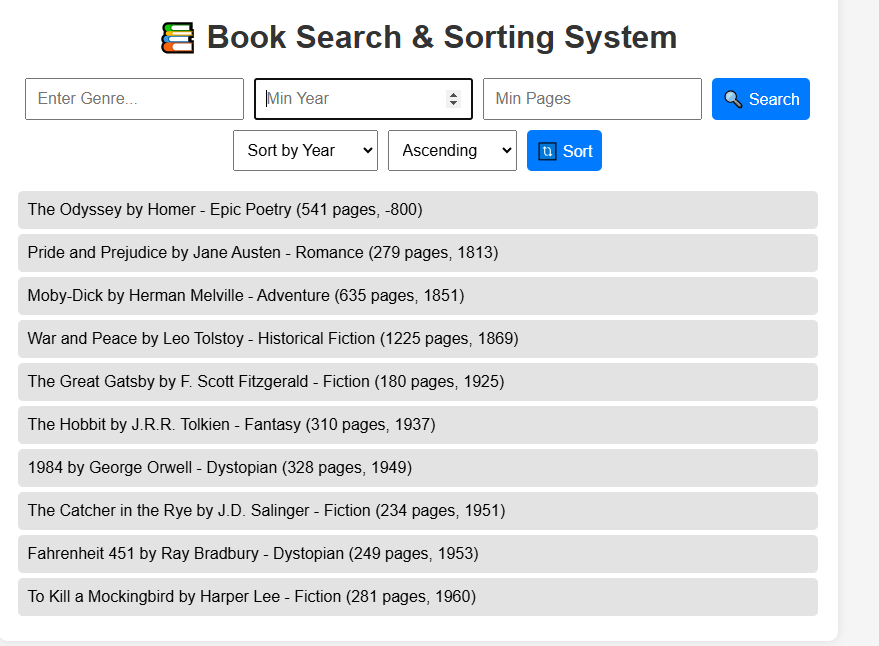 Book Search & Sorting System
Enter Genre... Min Year Min Pages Search
Sort by Year Ascending Sort
The Odyssey by Homer - Epic Poetry (541 pages, -800)
Pride and Prejudice by Jane Austen - Romance (279 pages, 1813)
Moby-Dick by Herman Melville - Adventure (635 pages, 1851)
War and Peace by Leo Tolstoy - Historical Fiction (1225 pages, 1869)
The Great Gatsby by F. Scott Fitzgerald - Fiction (180 pages, 1925)
The Hobbit by J.R.R. Tolkien - Fantasy (310 pages, 1937)
1984 by George Orwell - Dystopian (328 pages, 1949)
The Catcher in the Rye by J.D. Salinger - Fiction (234 pages, 1951)
Fahrenheit 451 by Ray Bradbury - Dystopian (249 pages, 1953)
To Kill a Mockingbird by Harper Lee - Fiction (281 pages, 1960)